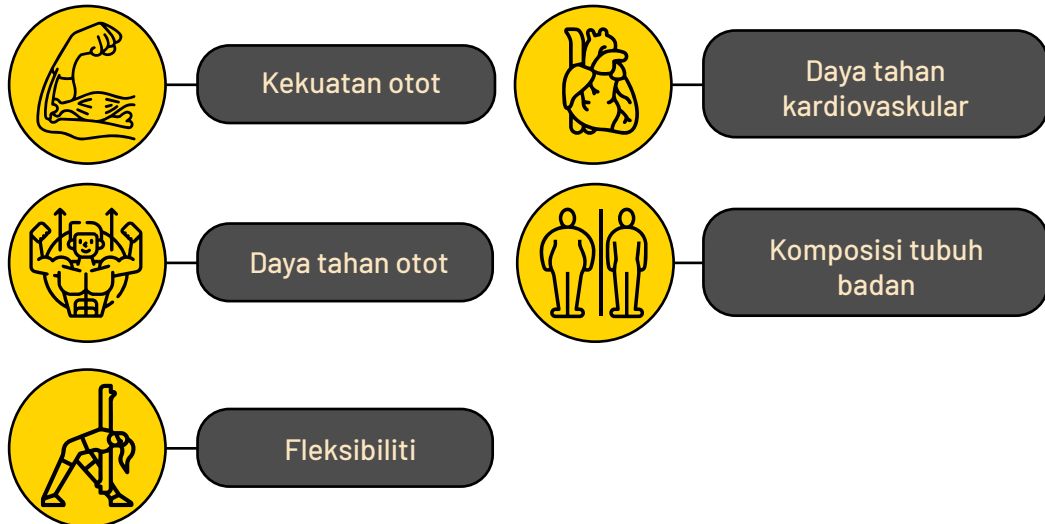 Kekuatan otot
Daya tahan
kardiovaskular
Daya tahan otot
Komposisi tubuh
badan
Fleksibiliti